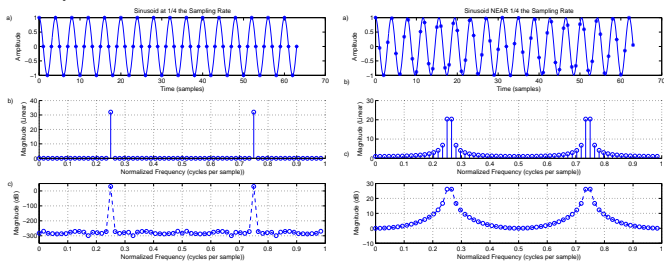 Sinusoid at 1/4 the Sampling Rate
a)
1
0.5
0
−0.5
−1
Amplitude
0 10 20 30 40 50 60 70
Time (samples)
b)
40
30
20
10
0
Magnitude (Linear)
0 0.1 0.2 0.3 0.4 0.5 0.6 0.7 0.8 0.9 1
Normalized Frequency (cycles per sample))
c)
0
−100
−200
−300
Magnitude (dB)
0 0.1 0.2 0.3 0.4 0.5 0.6 0.7 0.8 0.9 1
Normalized Frequency (cycles per sample))
Sinusoid NEAR 1/4 the Sampling Rate
a)
1
0.5
0
−0.5
−1
Amplitude
0 10 20 30 40 50 60 70
Time (samples)
b)
30
20
10
0
Magnitude (Linear)
0 0.1 0.2 0.3 0.4 0.5 0.6 0.7 0.8 0.9 1
Normalized Frequency (cycles per sample))
c)
30
20
10
0
−10
Magnitude (dB)
0 0.1 0.2 0.3 0.4 0.5 0.6 0.7 0.8 0.9 1
Normalized Frequency (cycles per sample))